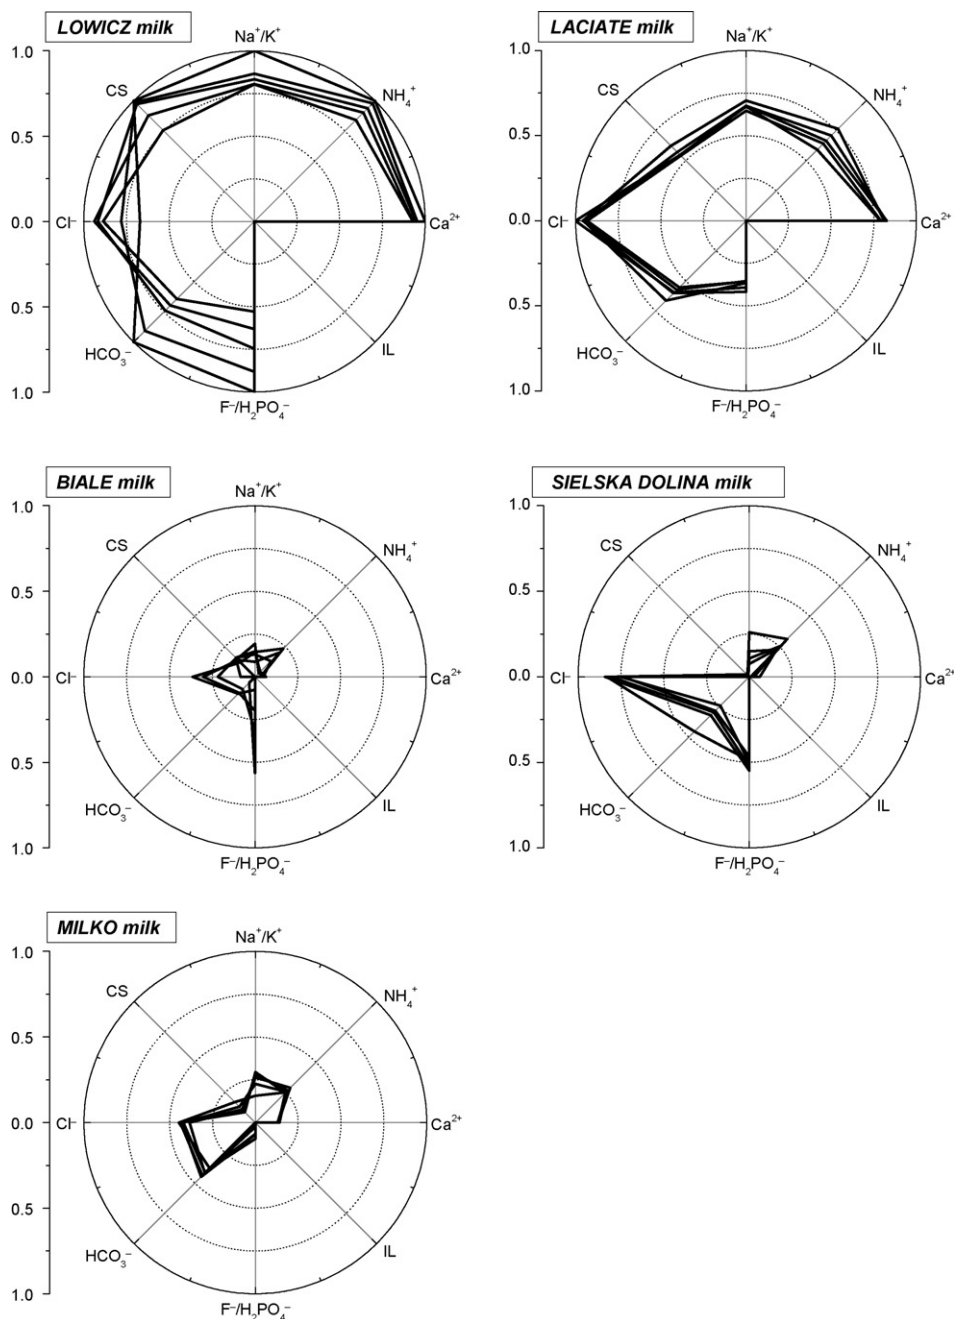 LOWICZ milk
1.0
0.5
0.0
0.5
1.0
Na⁺/K⁺
NH₄⁺
Ca²⁺
IL
F⁻/H₂PO₄⁻
HCO₃⁻
Cl⁻
CS
LACIATE milk
1.0
0.5
0.0
0.5
1.0
Na⁺/K⁺
NH₄⁺
Ca²⁺
IL
F⁻/H₂PO₄⁻
HCO₃⁻
Cl⁻
CS
BIALE milk
1.0
0.5
0.0
0.5
1.0
Na⁺/K⁺
NH₄⁺
Ca²⁺
IL
F⁻/H₂PO₄⁻
HCO₃⁻
Cl⁻
CS
SIELSKA DOLINA milk
1.0
0.5
0.0
0.5
1.0
Na⁺/K⁺
NH₄⁺
Ca²⁺
IL
F⁻/H₂PO₄⁻
HCO₃⁻
Cl⁻
CS
MILKO milk
1.0
0.5
0.0
0.5
1.0
Na⁺/K⁺
NH₄⁺
Ca²⁺
IL
F⁻/H₂PO₄⁻
HCO₃⁻
Cl⁻
CS